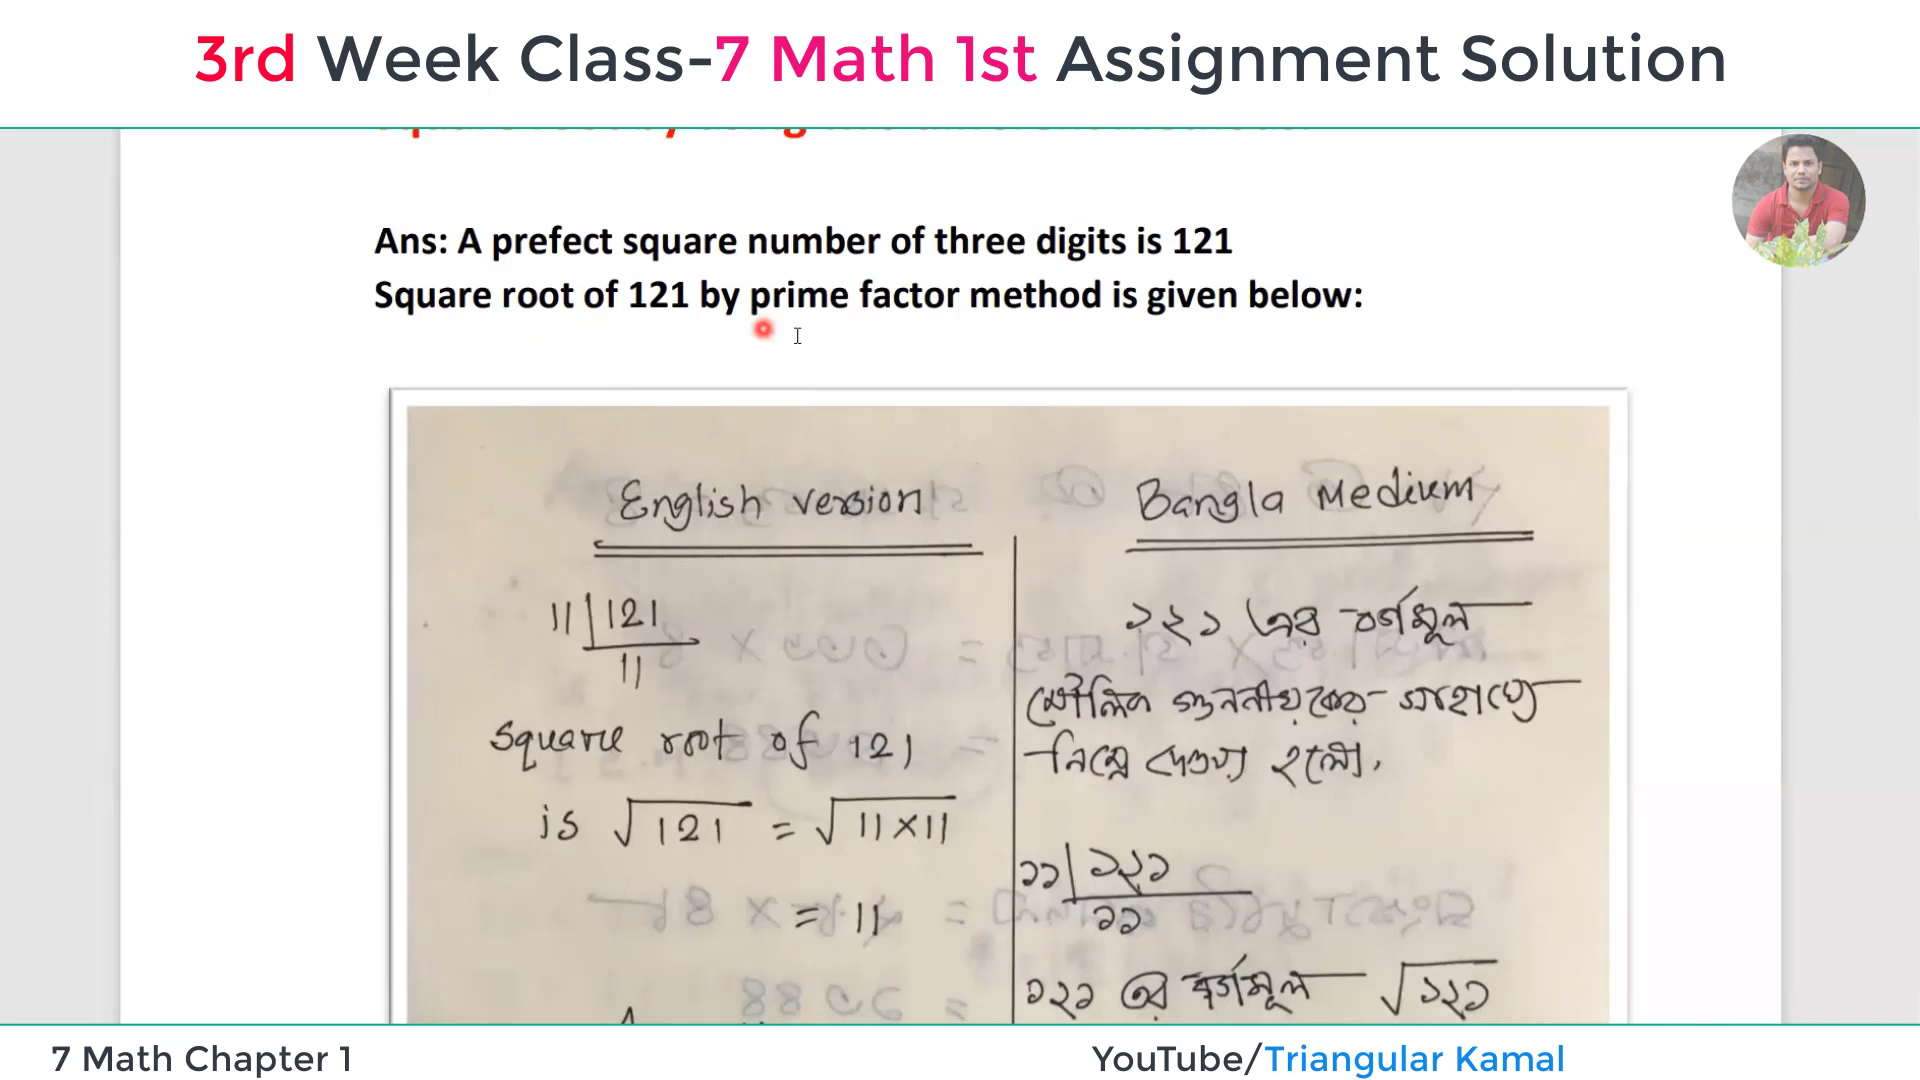 3rd Week Class-7 Math 1st Assignment Solution
Ans: A prefect square number of three digits is 121
Square root of 121 by prime factor method is given below:
English version
11 | 121
11
square root of 121
is √121 = √11×11
= 11
Bangla Medium
১২১ এর বর্গমূল
মৌলিক গুননীয়কের সাহায্যে
নিম্নে দেওয়া হলো,
১১ | ১২১
১১
১২১ এর বর্গমূল √১২১
7 Math Chapter 1
YouTube/Triangular Kamal